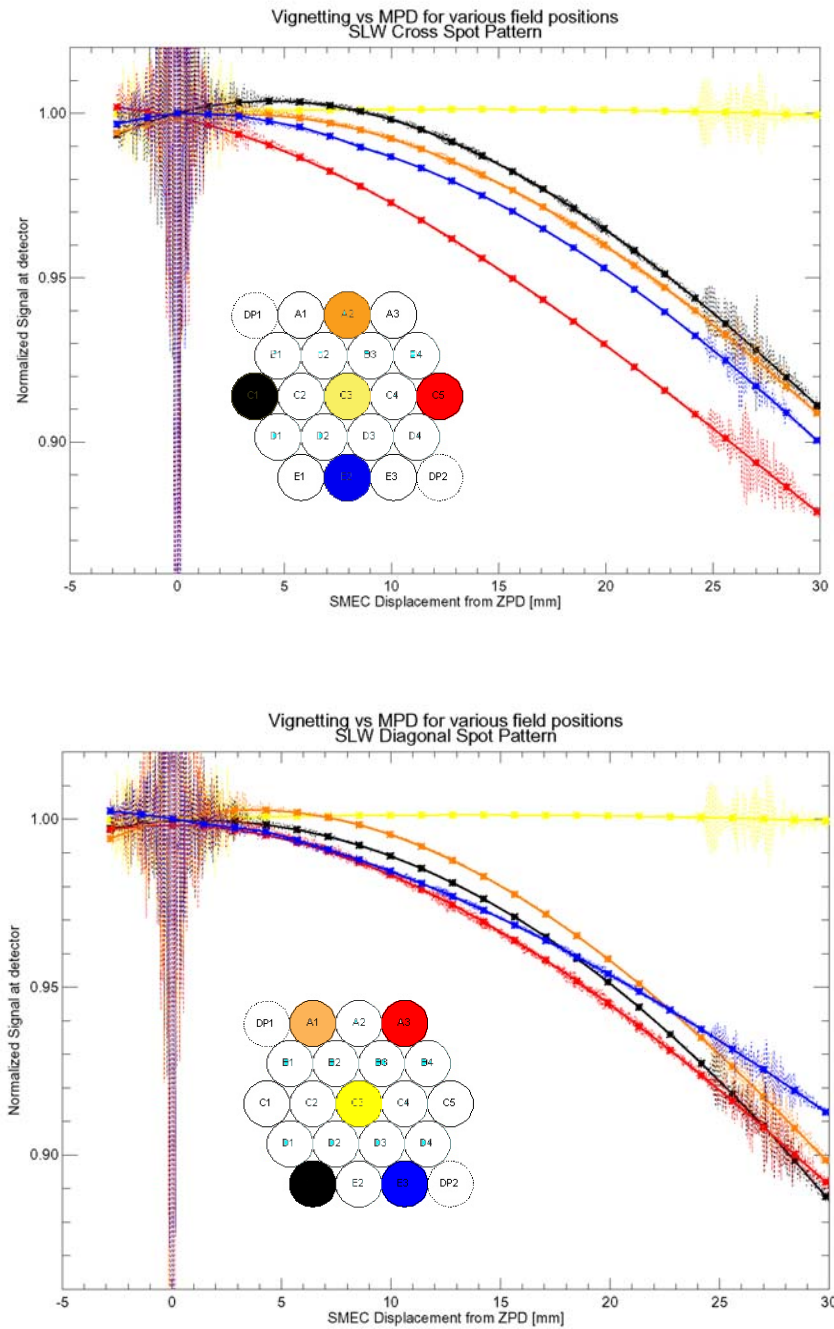 Vignetting vs MPD for various field positions
SLW Cross Spot Pattern
Normalized Signal at detector
1.00
0.95
0.90
DP1 A1 A2 A3
B3 D4
C1 C2 C3 C4 C5
D1 D2 D3 D4
E1 E3 DP2
-5 0 5 10 15 20 25 30
SMEC Displacement from ZPD [mm]
Vignetting vs MPD for various field positions
SLW Diagonal Spot Pattern
Normalized Signal at detector
1.00
0.95
0.90
DP1 A1 A2 A3
B1 B2 B3 B4
C1 C2 C3 C4 C5
D1 D2 D3 D4
E2 E3 DP2
-5 0 5 10 15 20 25 30
SMEC Displacement from ZPD [mm]